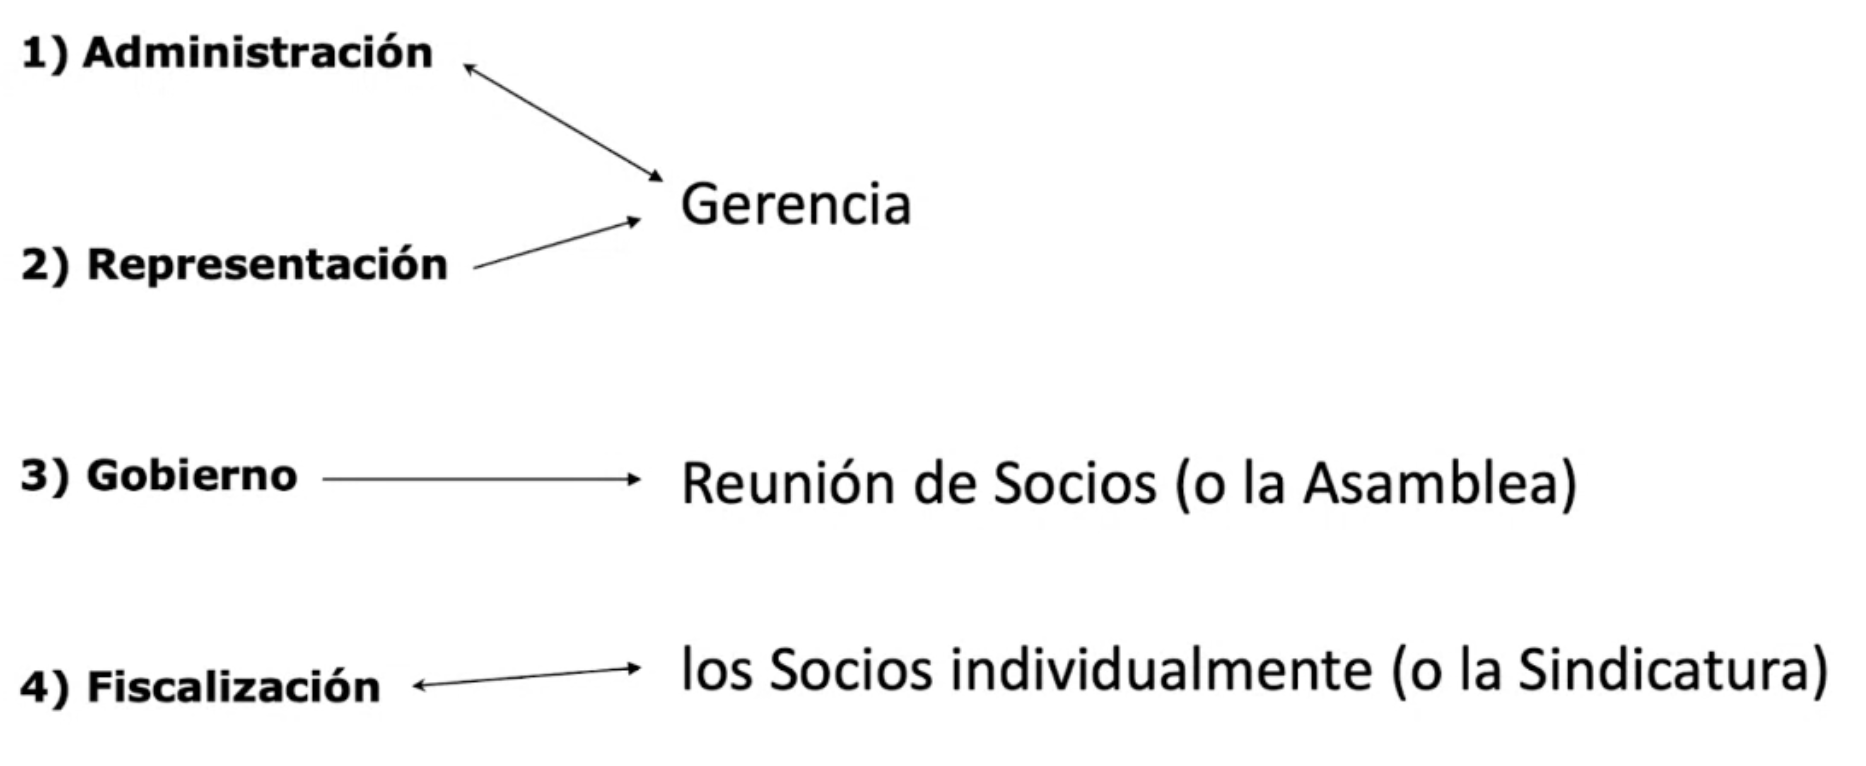 1) Administración
Gerencia
2) Representación
3) Gobierno
Reunión de Socios (o la Asamblea)
4) Fiscalización
los Socios individualmente (o la Sindicatura)